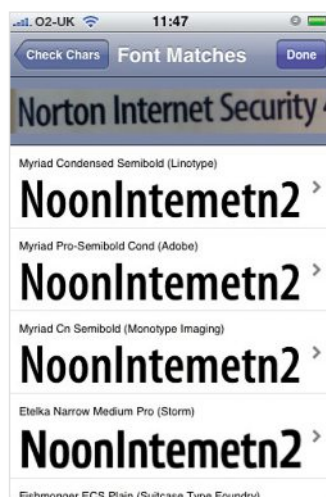 O2-UK 11:47
Check Chars Font Matches Done
Norton Internet Security
Myriad Condensed Semibold (Linotype)
NoonIntemetn2
Myriad Pro-Semibold Cond (Adobe)
NoonIntemetn2
Myriad Cn Semibold (Monotype Imaging)
NoonIntemetn2
Etelka Narrow Medium Pro (Storm)
NoonIntemetn2
Fishmonger ECS Plain (Suitcase Type Foundry)